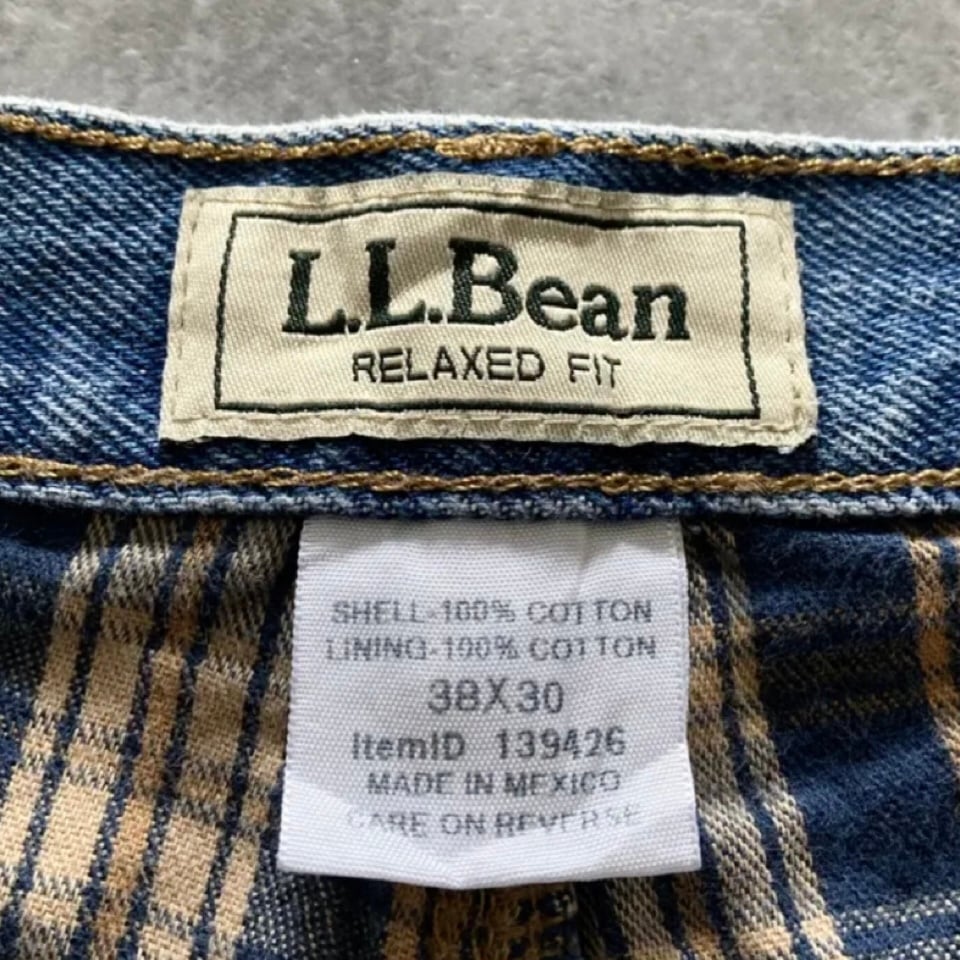 L.L.Bean
RELAXED FIT
SHELL-100% COTTON
LINING-100% COTTON
38X30
ItemID 139426
MADE IN MEXICO
CARE ON REVERSE